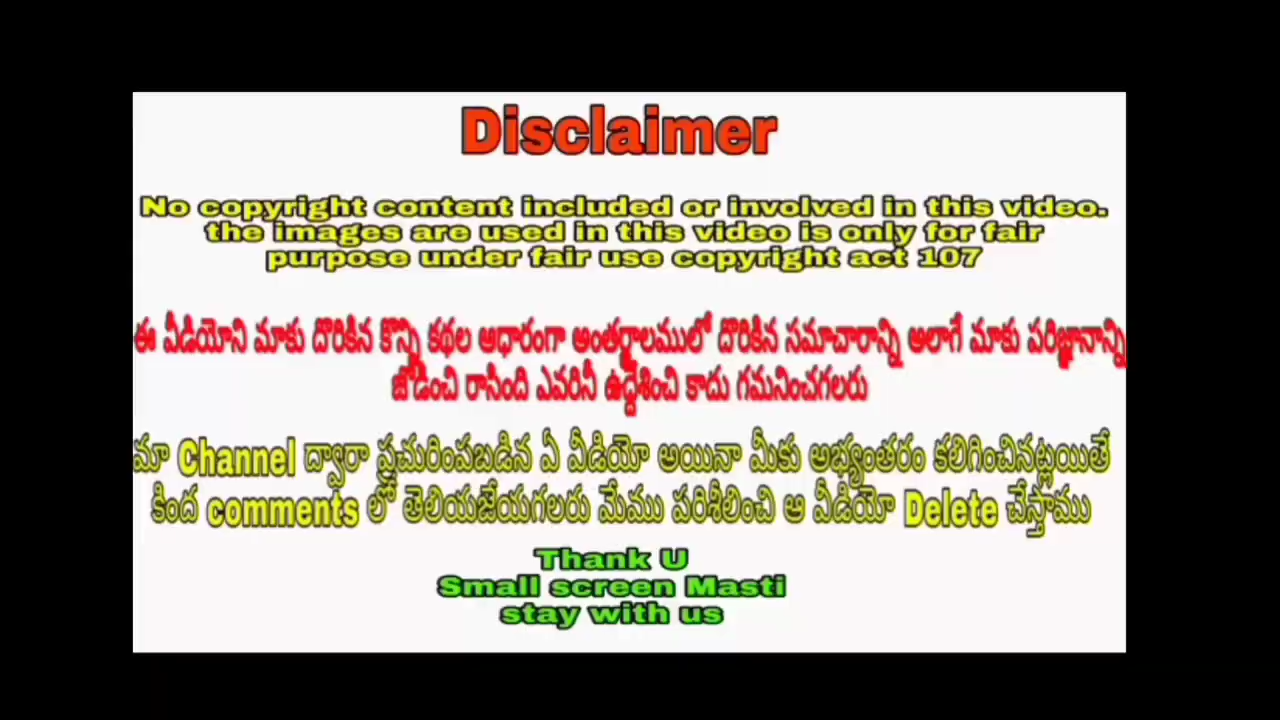 Disclaimer
No copyright content included or involved in this video.
the images are used in this video is only for fair
purpose under fair use copyright act 107
ఈ వీడియోని మాకు దొరికిన కొన్ని కథల ఆధారంగా అంతర్జాలములో దొరికిన సమాచారాన్ని అలాగే మాకు పరిజ్ఞానాన్ని
జోడించి రాసింది ఎవరినీ ఉద్దేశించి కాదు గమనించగలరు
మా Channel ద్వారా ప్రచురింపబడిన ఏ వీడియో అయినా మీకు అభ్యంతరం కలిగించినట్లయితే
కింద comments లో తెలియజేయగలరు మేము పరిశీలించి ఆ వీడియో Delete చేస్తాము
Thank U
Small screen Masti
stay with us